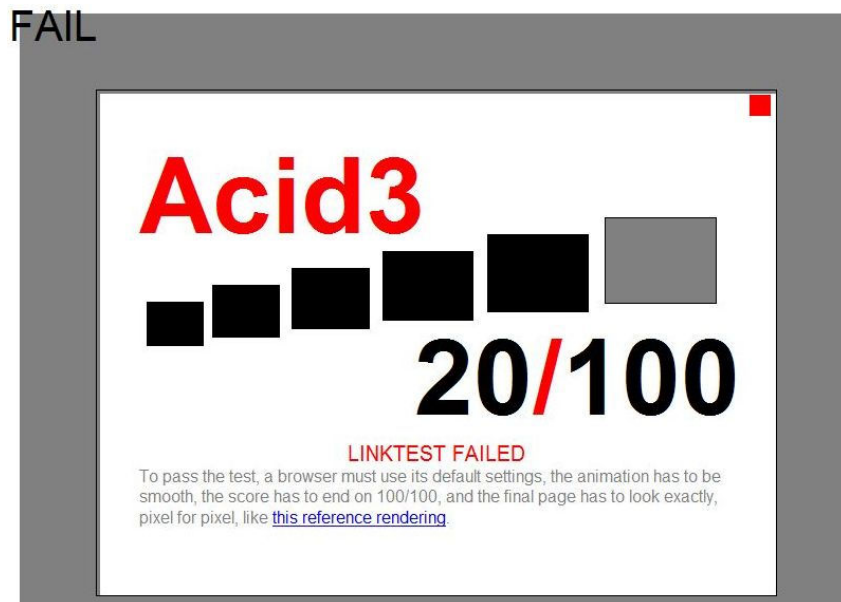 FAIL
Acid3
20/100
LINKTEST FAILED
To pass the test, a browser must use its default settings, the animation has to be
smooth, the score has to end on 100/100, and the final page has to look exactly,
pixel for pixel, like this reference rendering.